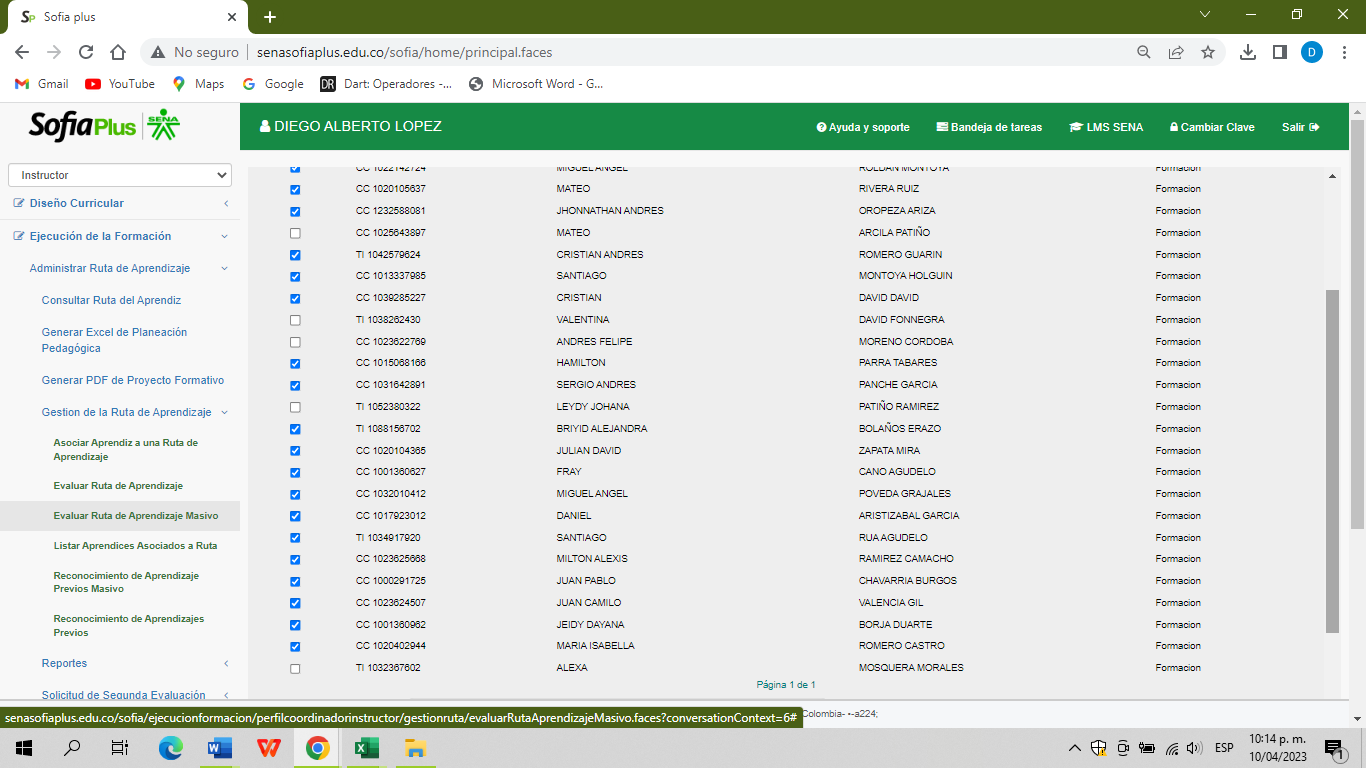 Sofia plus
No seguro
senasofiaplus.edu.co/sofia/home/principal.faces
D
Gmail
YouTube
Maps
Google
DR Dart: Operadores -...
Microsoft Word - G...
Sofia Plus SENA
DIEGO ALBERTO LOPEZ
Ayuda y soporte
Bandeja de tareas
LMS SENA
Cambiar Clave
Salir
Instructor
Diseño Curricular
Ejecución de la Formación
Administrar Ruta de Aprendizaje
Consultar Ruta del Aprendiz
Generar Excel de Planeación
Pedagógica
Generar PDF de Proyecto Formativo
Gestion de la Ruta de Aprendizaje
Asociar Aprendiz a una Ruta de
Aprendizaje
Evaluar Ruta de Aprendizaje
Evaluar Ruta de Aprendizaje Masivo
Listar Aprendices Asociados a Ruta
Reconocimiento de Aprendizaje
Previos Masivo
Reconocimiento de Aprendizajes
Previos
Reportes
Solicitud de Segunda Evaluación
CC 1022142724 MIGUEL ANGEL ROLDAN MONTOYA Formacion
CC 1020105637 MATEO RIVERA RUIZ Formacion
CC 1232588081 JHONNATHAN ANDRES OROPEZA ARIZA Formacion
CC 1025643897 MATEO ARCILA PATIÑO Formacion
TI 1042579624 CRISTIAN ANDRES ROMERO GUARIN Formacion
CC 1013337985 SANTIAGO MONTOYA HOLGUIN Formacion
CC 1039285227 CRISTIAN DAVID DAVID Formacion
TI 1038262430 VALENTINA DAVID FONNEGRA Formacion
CC 1023622769 ANDRES FELIPE MORENO CORDOBA Formacion
CC 1015068166 HAMILTON PARRA TABARES Formacion
CC 1031642891 SERGIO ANDRES PANCHE GARCIA Formacion
TI 1052380322 LEYDY JOHANA PATIÑO RAMIREZ Formacion
TI 1088156702 BRIYID ALEJANDRA BOLAÑOS ERAZO Formacion
CC 1020104365 JULIAN DAVID ZAPATA MIRA Formacion
CC 1001360627 FRAY CANO AGUDELO Formacion
CC 1032010412 MIGUEL ANGEL POVEDA GRAJALES Formacion
CC 1017923012 DANIEL ARISTIZABAL GARCIA Formacion
TI 1034917920 SANTIAGO RUA AGUDELO Formacion
CC 1023625668 MILTON ALEXIS RAMIREZ CAMACHO Formacion
CC 1000291725 JUAN PABLO CHAVARRIA BURGOS Formacion
CC 1023624507 JUAN CAMILO VALENCIA GIL Formacion
CC 1001360962 JEIDY DAYANA BORJA DUARTE Formacion
CC 1020402944 MARIA ISABELLA ROMERO CASTRO Formacion
TI 1032367602 ALEXA MOSQUERA MORALES Formacion
Página 1 de 1
senasofiaplus.edu.co/sofia/ejecucionformacion/perfilcoordinadorinstructor/gestionruta/evaluarRutaAprendizajeMasivo.faces?conversationContext=6#
Colombia- •-a224;
ESP
10:14 p. m.
10/04/2023
1